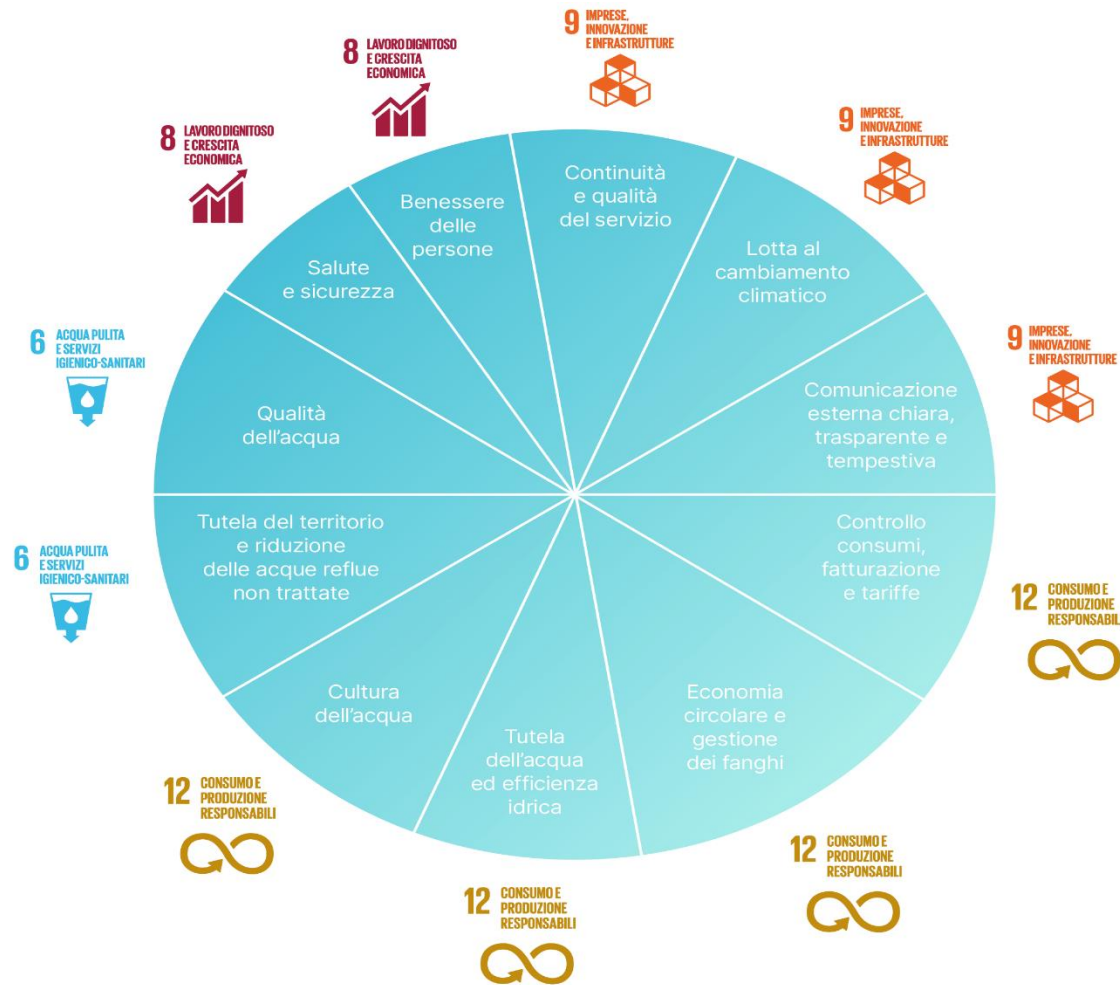 8 LAVORO DIGNITOSO
E CRESCITA
ECONOMICA
8 LAVORO DIGNITOSO
E CRESCITA
ECONOMICA
9 IMPRESE,
INNOVAZIONE
E INFRASTRUTTURE
9 IMPRESE,
INNOVAZIONE
E INFRASTRUTTURE
9 IMPRESE,
INNOVAZIONE
E INFRASTRUTTURE
6 ACQUA PULITA
E SERVIZI
IGIENICO-SANITARI
6 ACQUA PULITA
E SERVIZI
IGIENICO-SANITARI
Benessere
delle
persone
Continuità
e qualità
del servizio
Salute
e sicurezza
Lotta al
cambiamento
climatico
Qualità
dell'acqua
Comunicazione
esterna chiara,
trasparente e
tempestiva
Tutela del territorio
e riduzione
delle acque reflue
non trattate
Controllo
consumi,
fatturazione
e tariffe
Cultura
dell'acqua
Tutela
dell'acqua
ed efficienza
idrica
Economia
circolare e
gestione
dei fanghi
12 CONSUMO E
PRODUZIONE
RESPONSABIL
12 CONSUMO E
PRODUZIONE
RESPONSABILI
12 CONSUMO E
PRODUZIONE
RESPONSABILI
12 CONSUMO E
PRODUZIONE
RESPONSABILI